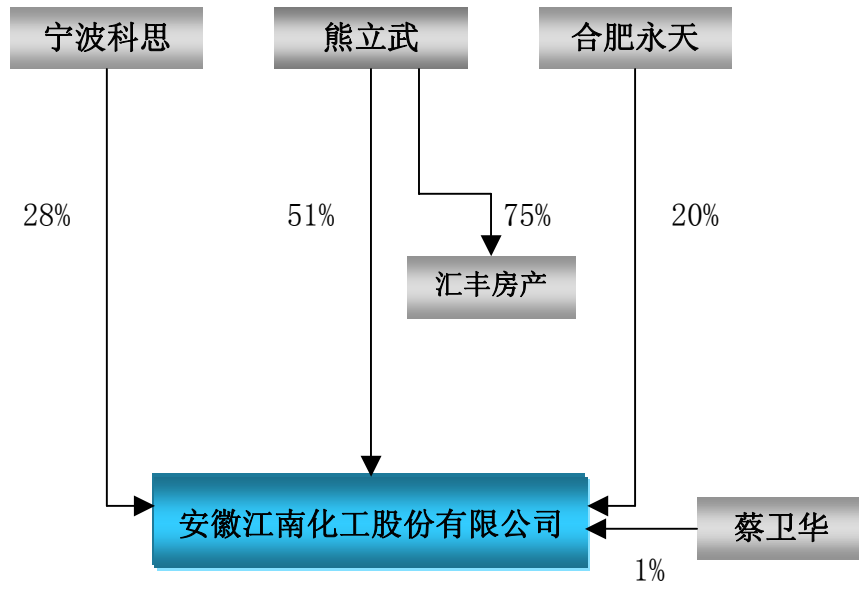 宁波科思
熊立武
合肥永天
28%
51%
75%
20%
汇丰房产
安徽江南化工股份有限公司
蔡卫华
1%